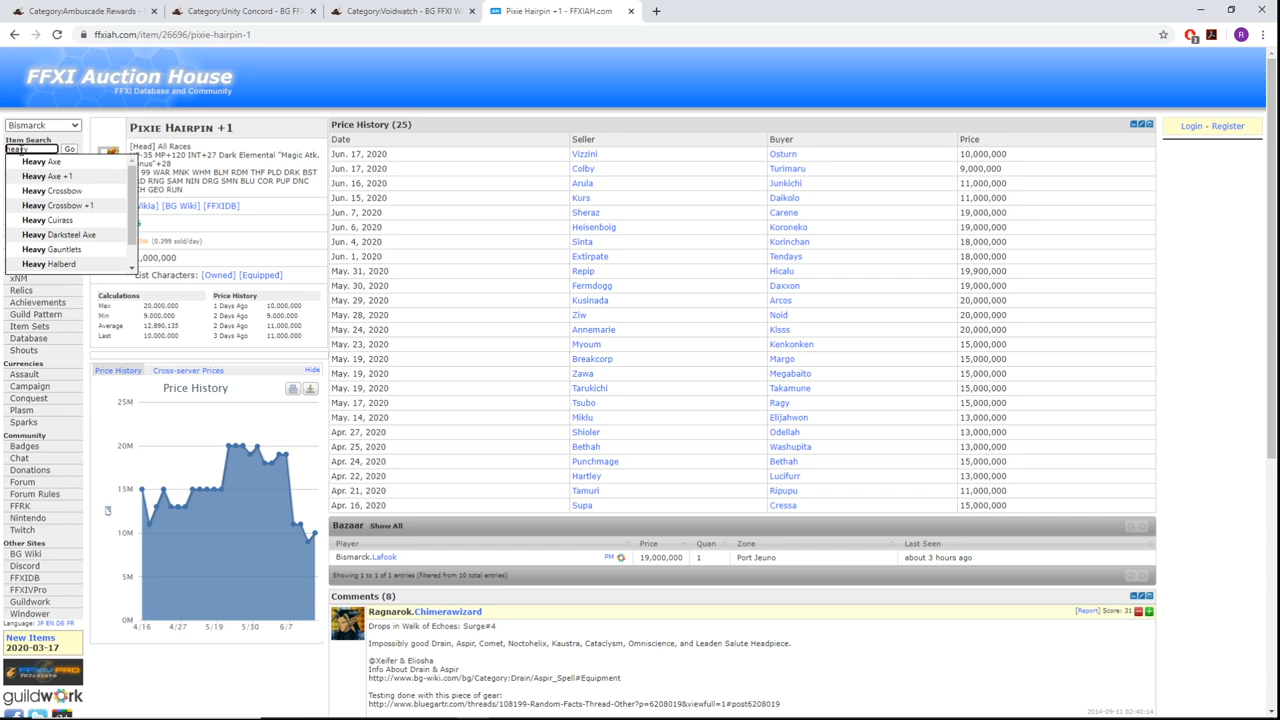 Category:Ambuscade Rewards -
Category:Unity Concord - BG FF
Category:Voidwatch - BG FFXI W
Pixie Hairpin +1 - FFXIAH.com
ffxiah.com/item/26696/pixie-hairpin-1
FFXI Auction House
FFXI Database and Community
Bismarck
Item Search
heavy
Go
Heavy Axe
Heavy Axe +1
Heavy Crossbow
Heavy Crossbow +1
Heavy Cuirass
Heavy Darksteel Axe
Heavy Gauntlets
Heavy Halberd
xNM
Relics
Achievements
Guild Pattern
Item Sets
Database
Shouts
Currencies
Assault
Campaign
Conquest
Plasm
Sparks
Community
Badges
Chat
Donations
Forum
Forum Rules
FFRK
Nintendo
Twitch
Other Sites
BG Wiki
Discord
FFXIDB
FFXIVPro
Guildwork
Windower
Language: JP EN DE FR
New Items
2020-03-17
FFXIV PRO
guildwork
Pixie Hairpin +1
[Head] All Races
-35 MP+120 INT+27 Dark Elemental "Magic Atk.
onus"+28
99 WAR MNK WHM BLM RDM THF PLD DRK BST
RD RNG SAM NIN DRG SMN BLU COR PUP DNC
CH GEO RUN
Wikia] [BG Wiki] [FFXIDB]
(0.399 sold/day)
,000,000
List Characters: [Owned] [Equipped]
Calculations
Max 20,000,000
Min 9,000,000
Average 12,890,135
Last 10,000,000
Price History
1 Days Ago 10,000,000
2 Days Ago 9,000,000
2 Days Ago 11,000,000
3 Days Ago 11,000,000
Price History Cross-server Prices Hide
Price History
25M
20M
15M
10M
5M
0M
4/16 4/27 5/19 5/30 6/7
Price History (25)
Date Seller Buyer Price
Jun. 17, 2020 Vizzini Osturn 10,000,000
Jun. 17, 2020 Colby Turimaru 9,000,000
Jun. 16, 2020 Arula Junkichi 11,000,000
Jun. 15, 2020 Kurs Daikolo 11,000,000
Jun. 7, 2020 Sheraz Carene 19,000,000
Jun. 6, 2020 Heisenboig Koroneko 19,000,000
Jun. 4, 2020 Sinta Korinchan 18,000,000
Jun. 1, 2020 Extirpate Tendays 18,000,000
May. 31, 2020 Repip Hicalu 19,900,000
May. 30, 2020 Fermdogg Daxxon 19,000,000
May. 29, 2020 Kusinada Arcos 20,000,000
May. 28, 2020 Ziw Noid 20,000,000
May. 24, 2020 Annemarie Kisss 20,000,000
May. 23, 2020 Myoum Kenkonken 15,000,000
May. 19, 2020 Breakcorp Margo 15,000,000
May. 19, 2020 Zawa Megabaito 15,000,000
May. 19, 2020 Tarukichi Takamune 15,000,000
May. 17, 2020 Tsubo Ragy 15,000,000
May. 14, 2020 Miklu Elijahwon 13,000,000
Apr. 27, 2020 Shioler Odellah 13,000,000
Apr. 25, 2020 Bethah Washupita 13,000,000
Apr. 24, 2020 Punchmage Bethah 15,000,000
Apr. 22, 2020 Hartley Lucifurr 13,000,000
Apr. 21, 2020 Tamuri Ripupu 11,000,000
Apr. 16, 2020 Supa Cressa 15,000,000
Bazaar Show All
Player Price Quan Zone Last Seen
Bismarck.Lafook PM 19,000,000 1 Port Jeuno about 3 hours ago
Showing 1 to 1 of 1 entries (filtered from 10 total entries)
Comments (8)
Ragnarok.Chimerawizard [Report] Score: 31
Drops in Walk of Echoes: Surge#4
Impossibly good Drain, Aspir, Comet, Noctohelix, Kaustra, Cataclysm, Omniscience, and Leaden Salute Headpiece.
@Xeifer & Eliosha
Info About Drain & Aspir
http://www.bg-wiki.com/bg/Category:Drain/Aspir_Spell#Equipment
Testing done with this piece of gear:
http://www.bluegartr.com/threads/108199-Random-Facts-Thread-Other?p=6208019&viewfull=1#post6208019
2014-09-11 02:40:14
Login - Register